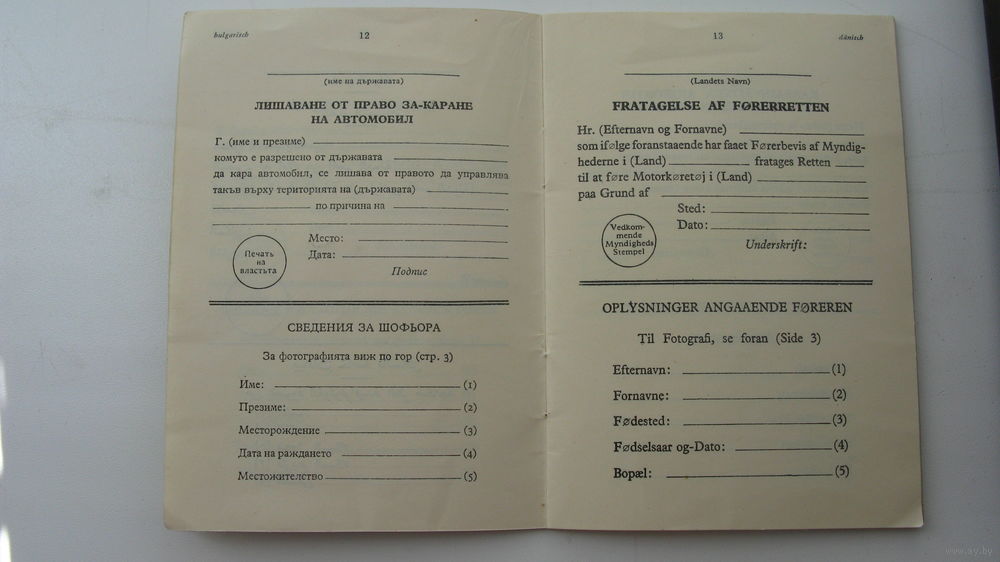 bulgarisch
12
(име на държавата)
ЛИШАВАНЕ ОТ ПРАВО ЗА-КАРАНЕ
НА АВТОМОБИЛ
Г. (име и презиме)
комуто е разрешено от държавата
да кара автомобил, се лишава от правото да управлява
такъв върху територията на (държавата)
по причина на
Место:
Дата:
Подпис
Печать
на
властьта
СВЕДЕНИЯ ЗА ШОФЬОРА
За фотографията виж по гор (стр. 3)
Име: (1)
Презиме: (2)
Месторождение (3)
Дата на раждането (4)
Местожителство (5)
13
dänisch
(Landets Navn)
FRATAGELSE AF FØRERRETTEN
Hr. (Efternavn og Fornavne)
som ifølge foranstaaende har faaet Førerbevis af Myndig-
hederne i (Land) fratages Retten
til at føre Motorkøretøj i (Land)
paa Grund af
Sted:
Dato:
Underskrift:
Vedkom-
mende
Myndigheds
Stempel
OPLYSNINGER ANGAAENDE FØREREN
Til Fotografi, se foran (Side 3)
Efternavn: (1)
Fornavne: (2)
Fødested: (3)
Fødselsaar og-Dato: (4)
Bopæl: (5)
www.ay.by